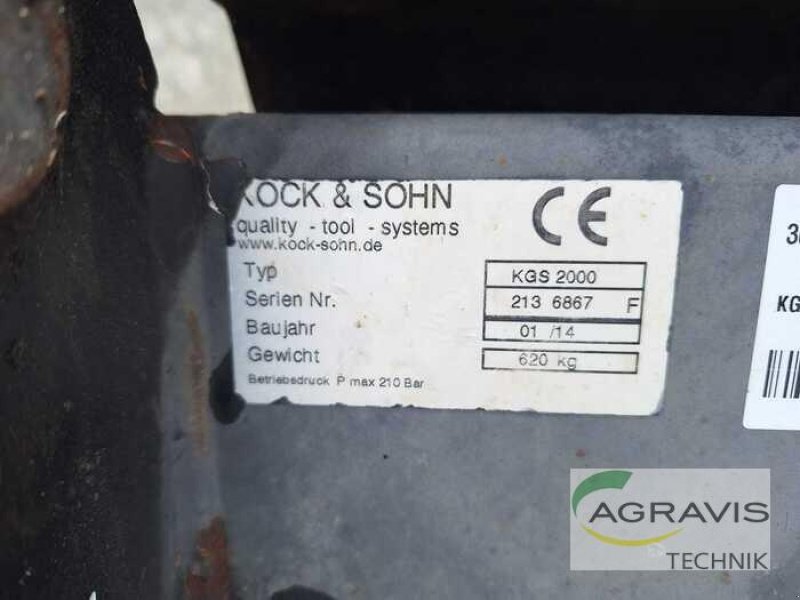 KOCK & SOHN
quality - tool - systems
www.kock-sohn.de
CE
Typ KGS 2000
Serien Nr. 213 6867 F
Baujahr 01 /14
Gewicht 620 kg
Betriebsdruck P max 210 Bar
KG
AGRAVIS
TECHNIK